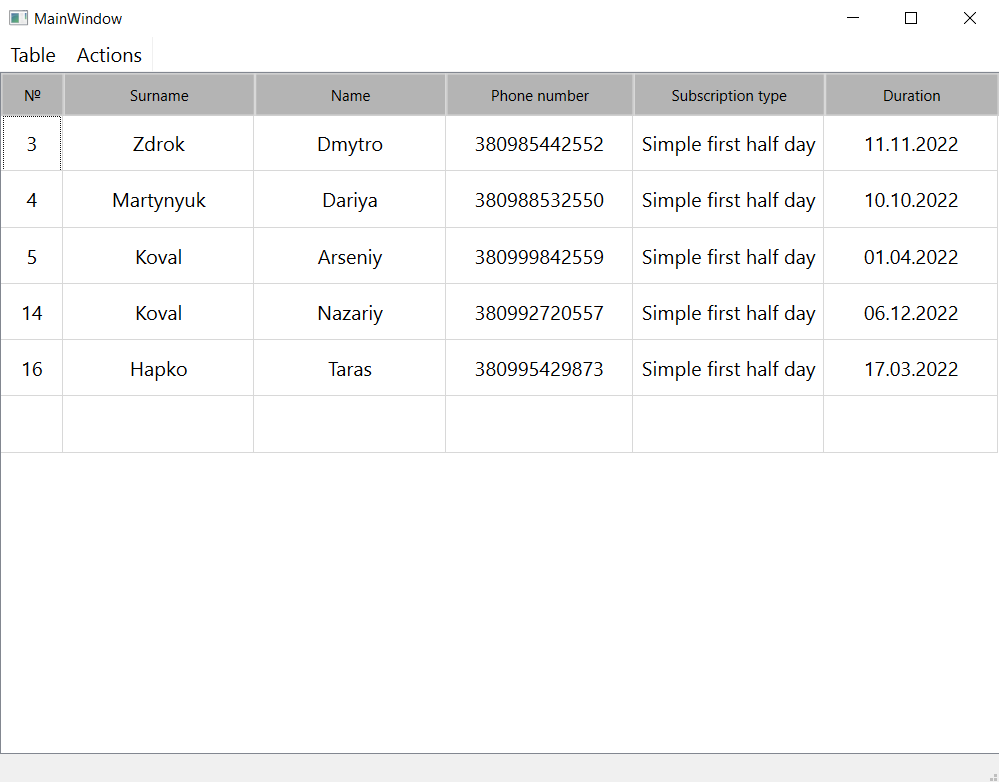 MainWindow
Table Actions
№ Surname Name Phone number Subscription type Duration
3 Zdrok Dmytro 380985442552 Simple first half day 11.11.2022
4 Martynyuk Dariya 380988532550 Simple first half day 10.10.2022
5 Koval Arseniy 380999842559 Simple first half day 01.04.2022
14 Koval Nazariy 380992720557 Simple first half day 06.12.2022
16 Hapko Taras 380995429873 Simple first half day 17.03.2022